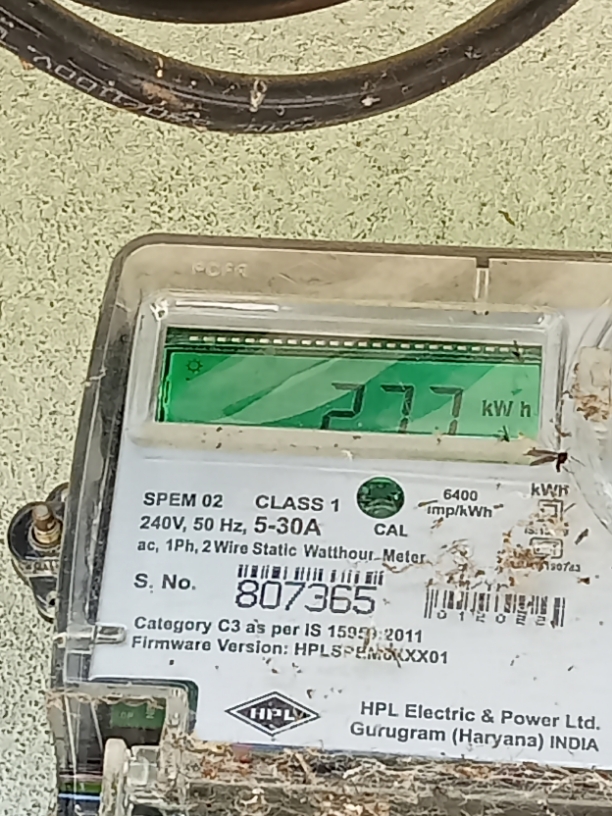 277 kWh
SPEM 02 CLASS 1
CAL
6400
imp/kWh
kWh
240V, 50 Hz, 5-30A
ac, 1Ph, 2 Wire Static Watthour Meter
S. No.
807365
Category C3 as per IS :2011
Firmware Version:
HPL
HPL Electric & Power Ltd.
Gurugram (Haryana) INDIA